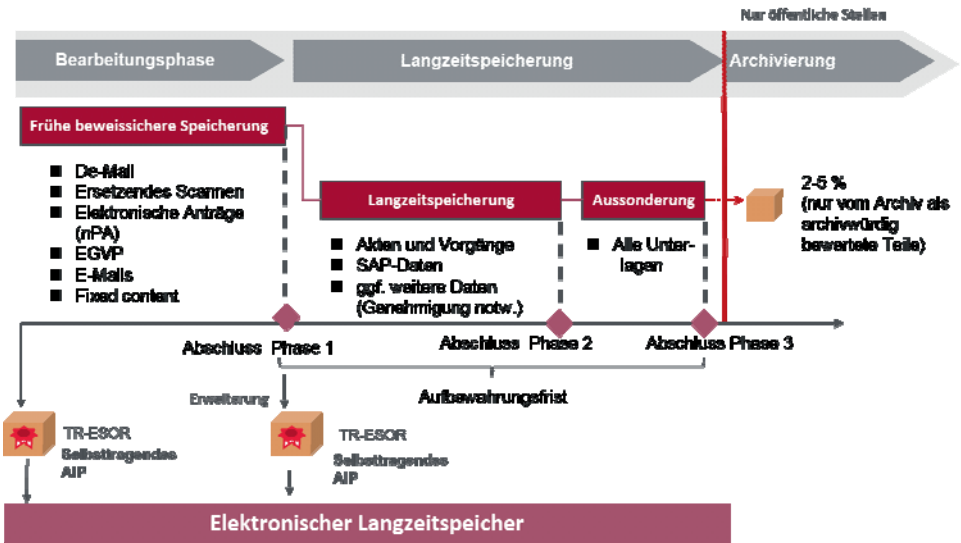 Nur öffentliche Stellen
Bearbeitungsphase
Langzeitspeicherung
Archivierung
Frühe beweissichere Speicherung
De-Mail
Ersetzendes Scannen
Elektronische Anträge
(nPA)
EGVP
E-Mails
Fixed content
Langzeitspeicherung
Akten und Vorgänge
SAP-Daten
ggf. weitere Daten
(Genehmigung notw.)
Aussonderung
Alle Unter-
lagen
2-5 %
(nur vom Archiv als
archivwürdig
bewertete Teile)
Abschluss Phase 1
Abschluss Phase 2
Abschluss Phase 3
Erweiterung
Aufbewahrungsfrist
TR-ESOR
Selbsttragendes
AIP
TR-ESOR
Selbsttragendes
AIP
Elektronischer Langzeitspeicher